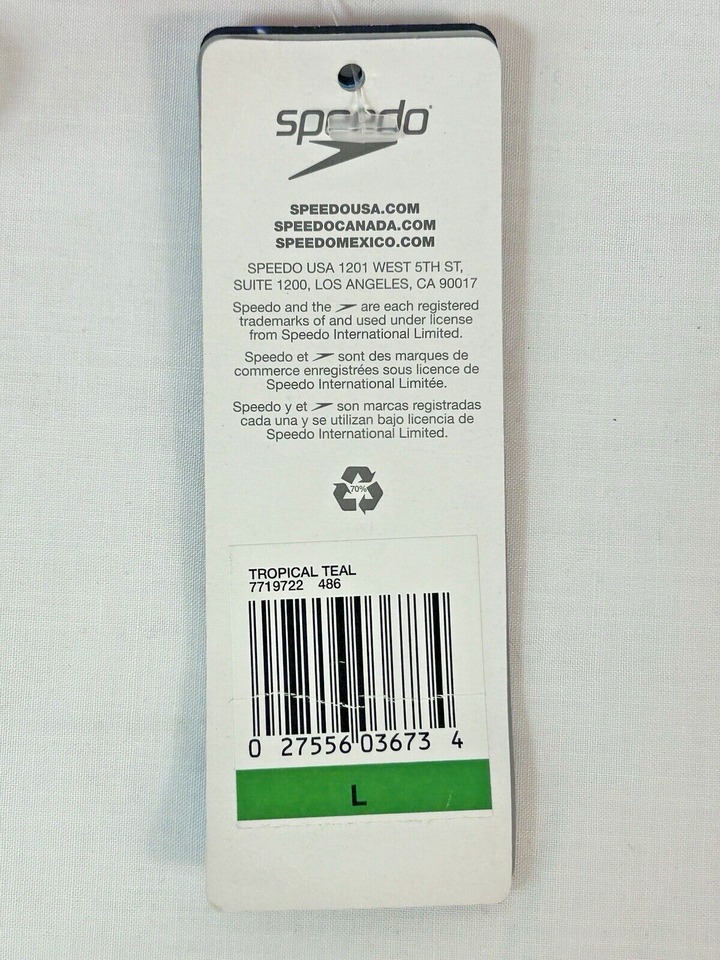 speedo
SPEEDOUSA.COM
SPEEDOCANADA.COM
SPEEDOMEXICO.COM
SPEEDO USA 1201 WEST 5TH ST,
SUITE 1200, LOS ANGELES, CA 90017
Speedo and the are each registered
trademarks of and used under license
from Speedo International Limited.
Speedo et sont des marques de
commerce enregistrées sous licence de
Speedo International Limitée.
Speedo y et son marcas registradas
cada una y se utilizan bajo licencia de
Speedo International Limited.
70%
TROPICAL TEAL
7719722 486
0 27556 03673 4
L